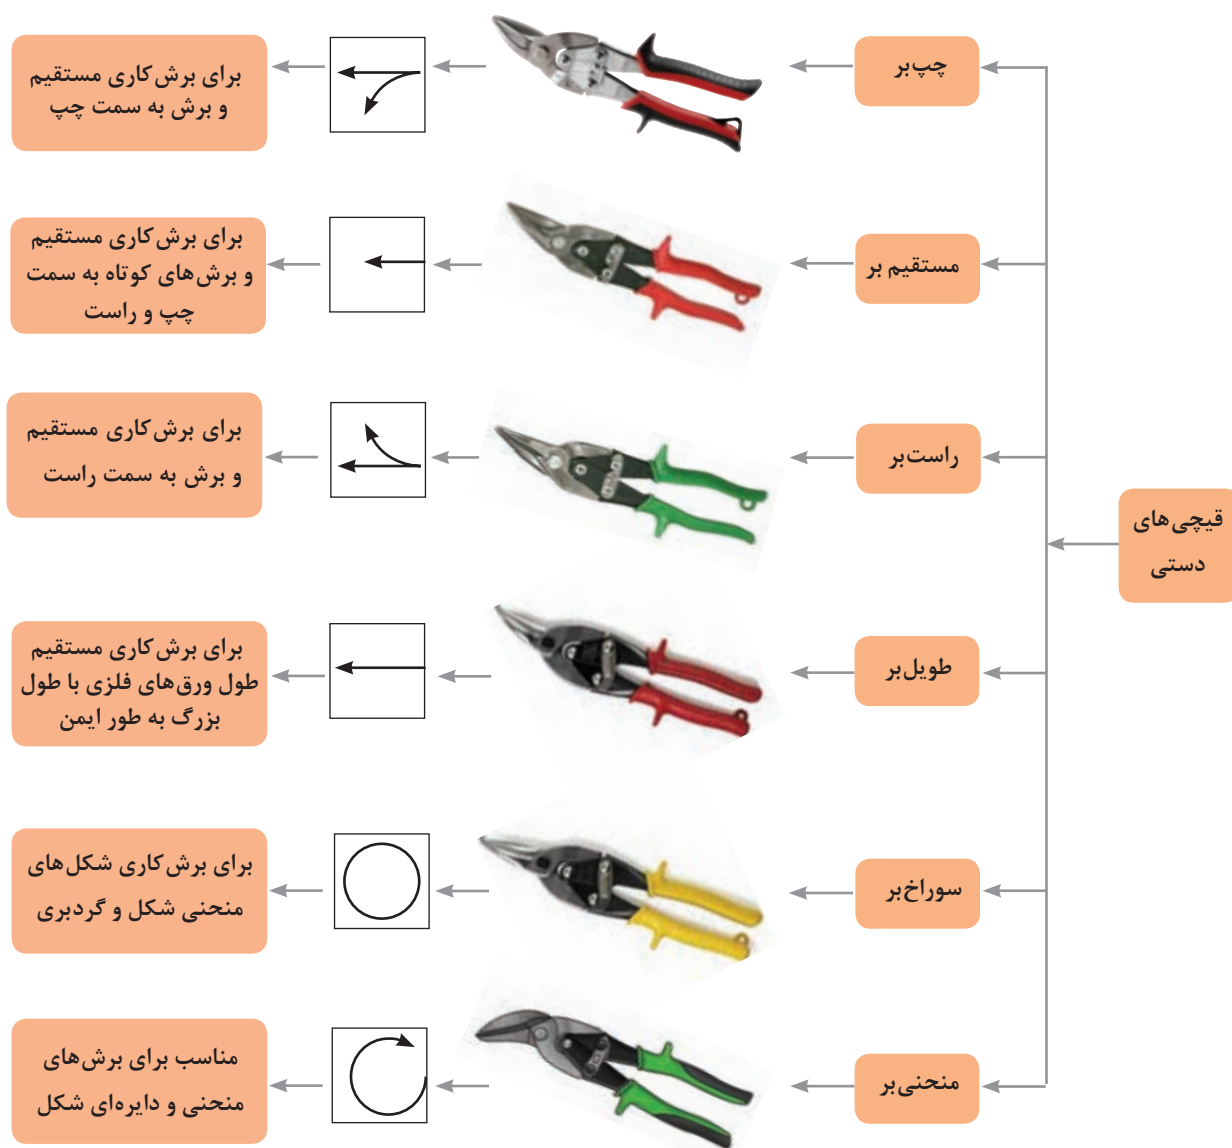 قیچی‌های
دستی
چپ‌بر
برای برش‌کاری مستقیم
و برش به سمت چپ
مستقیم بر
برای برش‌کاری مستقیم
و برش‌های کوتاه به سمت
چپ و راست
راست‌بر
برای برش‌کاری مستقیم
و برش به سمت راست
طویل‌بر
برای برش‌کاری مستقیم
طول ورق‌های فلزی با طول
بزرگ به طور ایمن
سوراخ‌بر
برای برش‌کاری شکل‌های
منحنی شکل و گردبری
منحنی‌بر
مناسب برای برش‌های
منحنی و دایره‌ای شکل